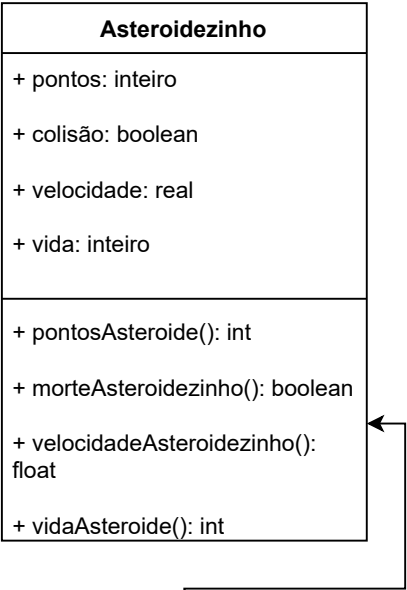 Asteroidezinho
+ pontos: inteiro
+ colisão: boolean
+ velocidade: real
+ vida: inteiro
+ pontosAsteroide(): int
+ morteAsteroidezinho(): boolean
+ velocidadeAsteroidezinho():
float
+ vidaAsteroide(): int